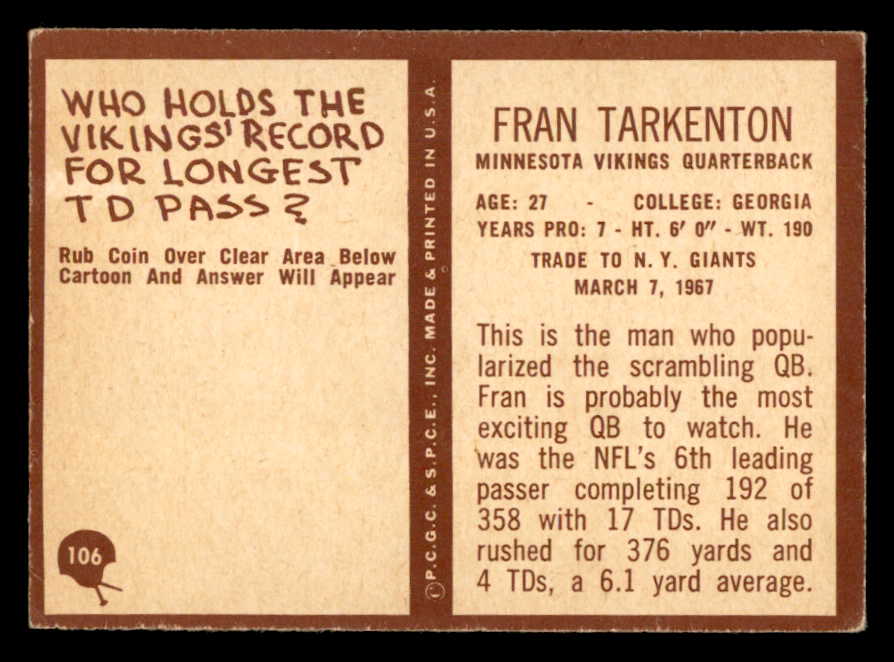 WHO HOLDS THE
VIKINGS' RECORD
FOR LONGEST
TD PASS?
Rub Coin Over Clear Area Below
Cartoon And Answer Will Appear
106
©P.C.G.C. & S.P.C.E., INC. MADE & PRINTED IN U.S.A.
FRAN TARKENTON
MINNESOTA VIKINGS QUARTERBACK
AGE: 27 - COLLEGE: GEORGIA
YEARS PRO: 7 - HT. 6' 0" - WT. 190
TRADE TO N.Y. GIANTS
MARCH 7, 1967
This is the man who popu-
larized the scrambling QB.
Fran is probably the most
exciting QB to watch. He
was the NFL's 6th leading
passer completing 192 of
358 with 17 TDs. He also
rushed for 376 yards and
4 TDs, a 6.1 yard average.